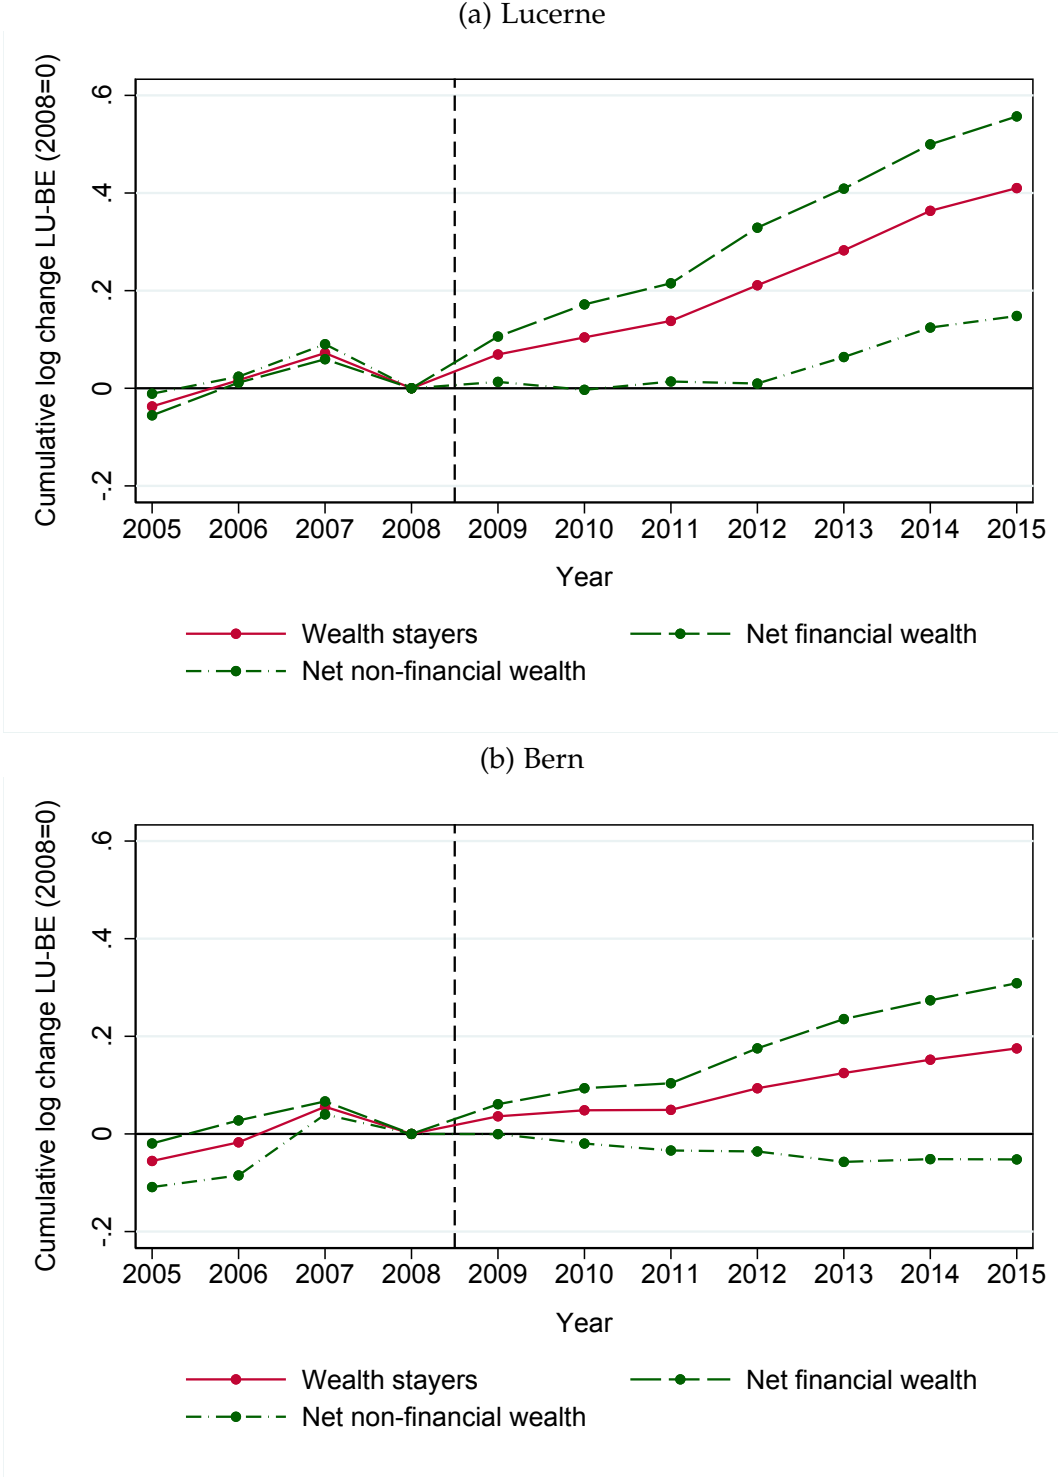 (a) Lucerne
Cumulative log change LU-BE (2008=0)
.6
.4
.2
0
-.2
2005 2006 2007 2008 2009 2010 2011 2012 2013 2014 2015
Year
Wealth stayers Net financial wealth
Net non-financial wealth
(b) Bern
Cumulative log change LU-BE (2008=0)
.6
.4
.2
0
-.2
2005 2006 2007 2008 2009 2010 2011 2012 2013 2014 2015
Year
Wealth stayers Net financial wealth
Net non-financial wealth